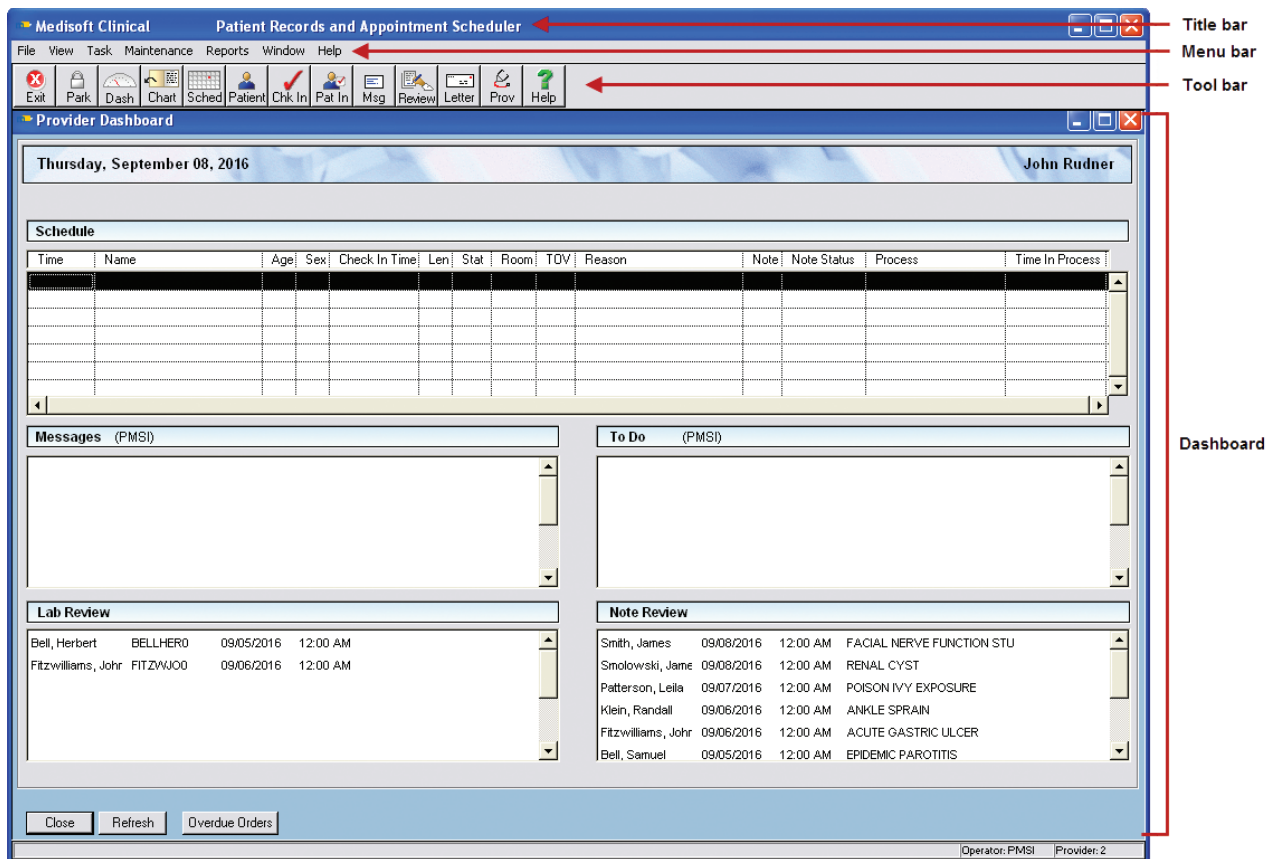 Medisoft Clinical Patient Records and Appointment Scheduler
Title bar
File View Task Maintenance Reports Window Help
Menu bar
Exit Park Dash Chart Sched Patient Chk In Pat In Msg Review Letter Prov Help
Tool bar
Provider Dashboard
Thursday, September 08, 2016 John Rudner
Schedule
Time Name Age Sex Check In Time Len Stat Room TOV Reason Note Note Status Process Time In Process
Messages (PMSI) To Do (PMSI)
Dashboard
Lab Review
Bell, Herbert BELLHER0 09/05/2016 12:00 AM
Fitzwilliams, Johr FITZWJO0 09/06/2016 12:00 AM
Note Review
Smith, James 09/08/2016 12:00 AM FACIAL NERVE FUNCTION STU
Smolowski, Jame 09/08/2016 12:00 AM RENAL CYST
Patterson, Leila 09/07/2016 12:00 AM POISON IVY EXPOSURE
Klein, Randall 09/06/2016 12:00 AM ANKLE SPRAIN
Fitzwilliams, Johr 09/06/2016 12:00 AM ACUTE GASTRIC ULCER
Bell, Samuel 09/05/2016 12:00 AM EPIDEMIC PAROTITIS
Close Refresh Overdue Orders
Operator: PMSI Provider: 2